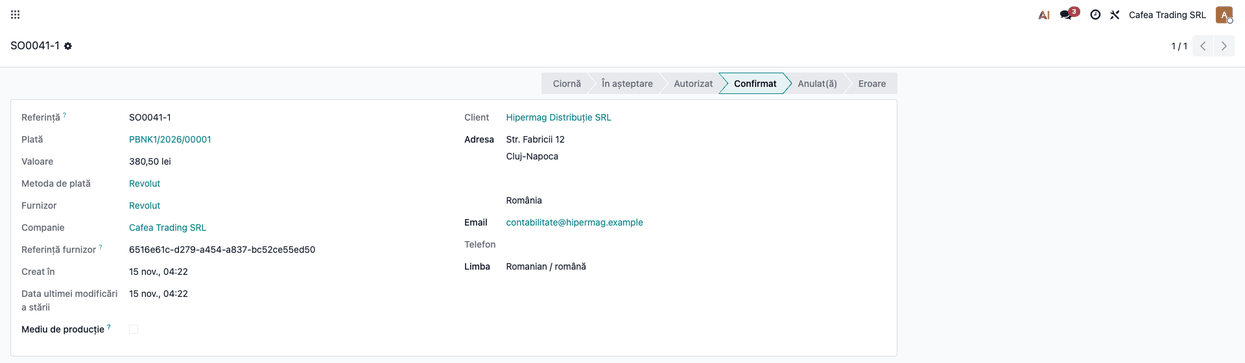 AI
3
Cafea Trading SRL
A
SO0041-1
1 / 1
Ciornă
În așteptare
Autorizat
Confirmat
Anulat(ă)
Eroare
Referință ?
SO0041-1
Plată
PBNK1/2026/00001
Valoare
380,50 lei
Metoda de plată
Revolut
Furnizor
Revolut
Companie
Cafea Trading SRL
Referință furnizor ?
6516e61c-d279-a454-a837-bc52ce55ed50
Creat în
15 nov., 04:22
Data ultimei modificări
a stării
15 nov., 04:22
Mediu de producție ?
Client
Hipermag Distribuție SRL
Adresa
Str. Fabricii 12
Cluj-Napoca
România
Email
contabilitate@hipermag.example
Telefon
Limba
Romanian / română